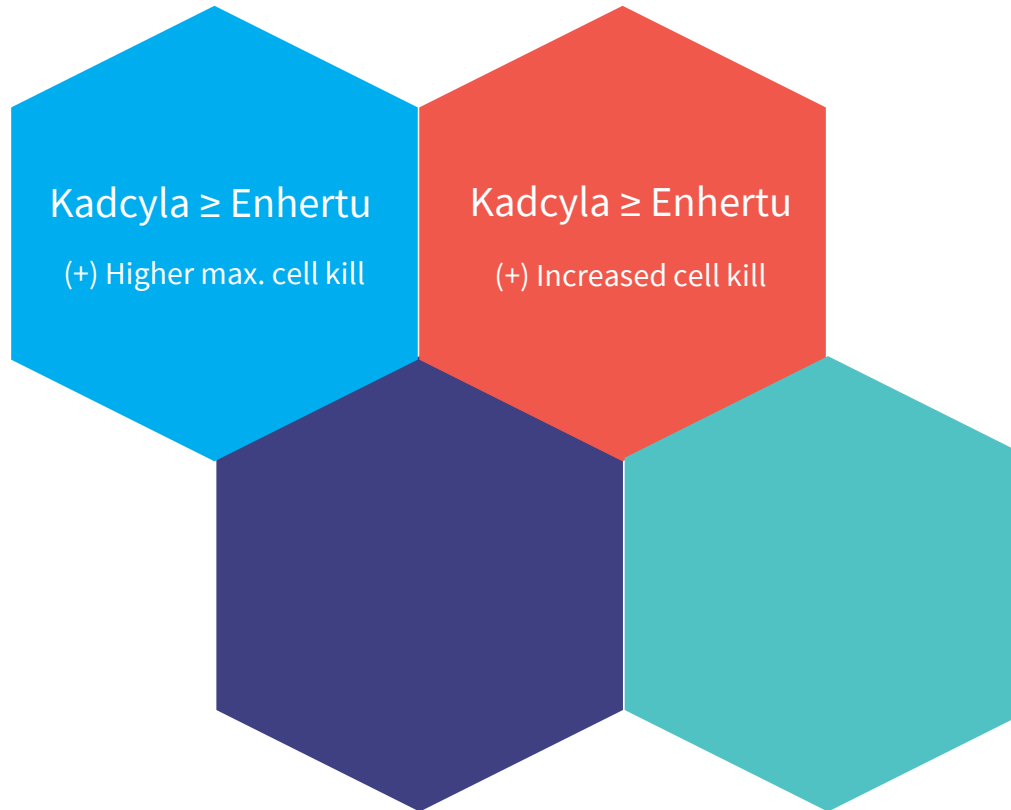 Kadcyla ≥ Enhertu
(+) Higher max. cell kill
Kadcyla ≥ Enhertu
(+) Increased cell kill